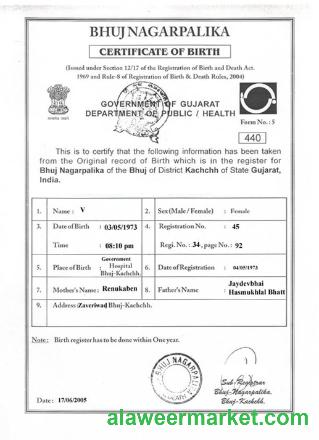 BHUJ NAGARPALIKA
CERTIFICATE OF BIRTH
(Issued under Section 12/17 of the Registration of Birth and Death Act.
1969 and Rule-8 of Registration of Birth & Death Rules, 2004)
GOVERNMENT OF GUJARAT
DEPARTMENT OF PUBLIC / HEALTH
Form No : 5
440
This is to certify that the following information has been taken
from the Original record of Birth which is in the register for
Bhuj Nagarpalika of the Bhuj of District Kachchh of State Gujarat,
India.
1. Name : V 2. Sex (Male / Female) : Female
3. Date of Birth : 03/05/1973 4. Registration No. 45
Time 08:10 pm Regi. No : 34, page No : 92
5. Place of Birth : Government Hospital Bhuj-Kachchh. 6. Date of Registration : 04/05/1973
7. Mother's Name : Renukaben 8. Father's Name : Jaydevbhai Hasmukhlal Bhatt
9. Address : (Zaveriwad) Bhuj-Kachchh.
Note : Birth register has to be done within One year.
BHUJ NAGARPALIKA
Sub-Registrar
Bhuj-Nagarpalika,
Bhuj-Kachchh.
Date : 17/06/2005
alaweermarket.com